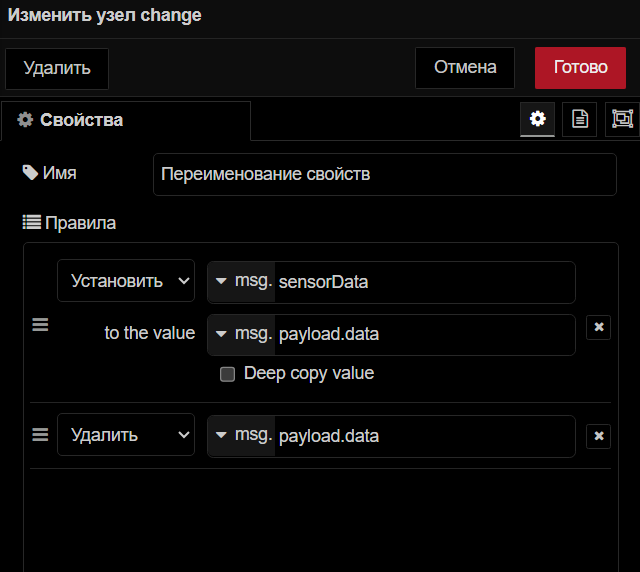 Изменить узел change
Удалить
Отмена
Готово
Свойства
Имя
Переименование свойств
Правила
Установить
msg. sensorData
to the value
msg. payload.data
Deep copy value
Удалить
msg. payload.data